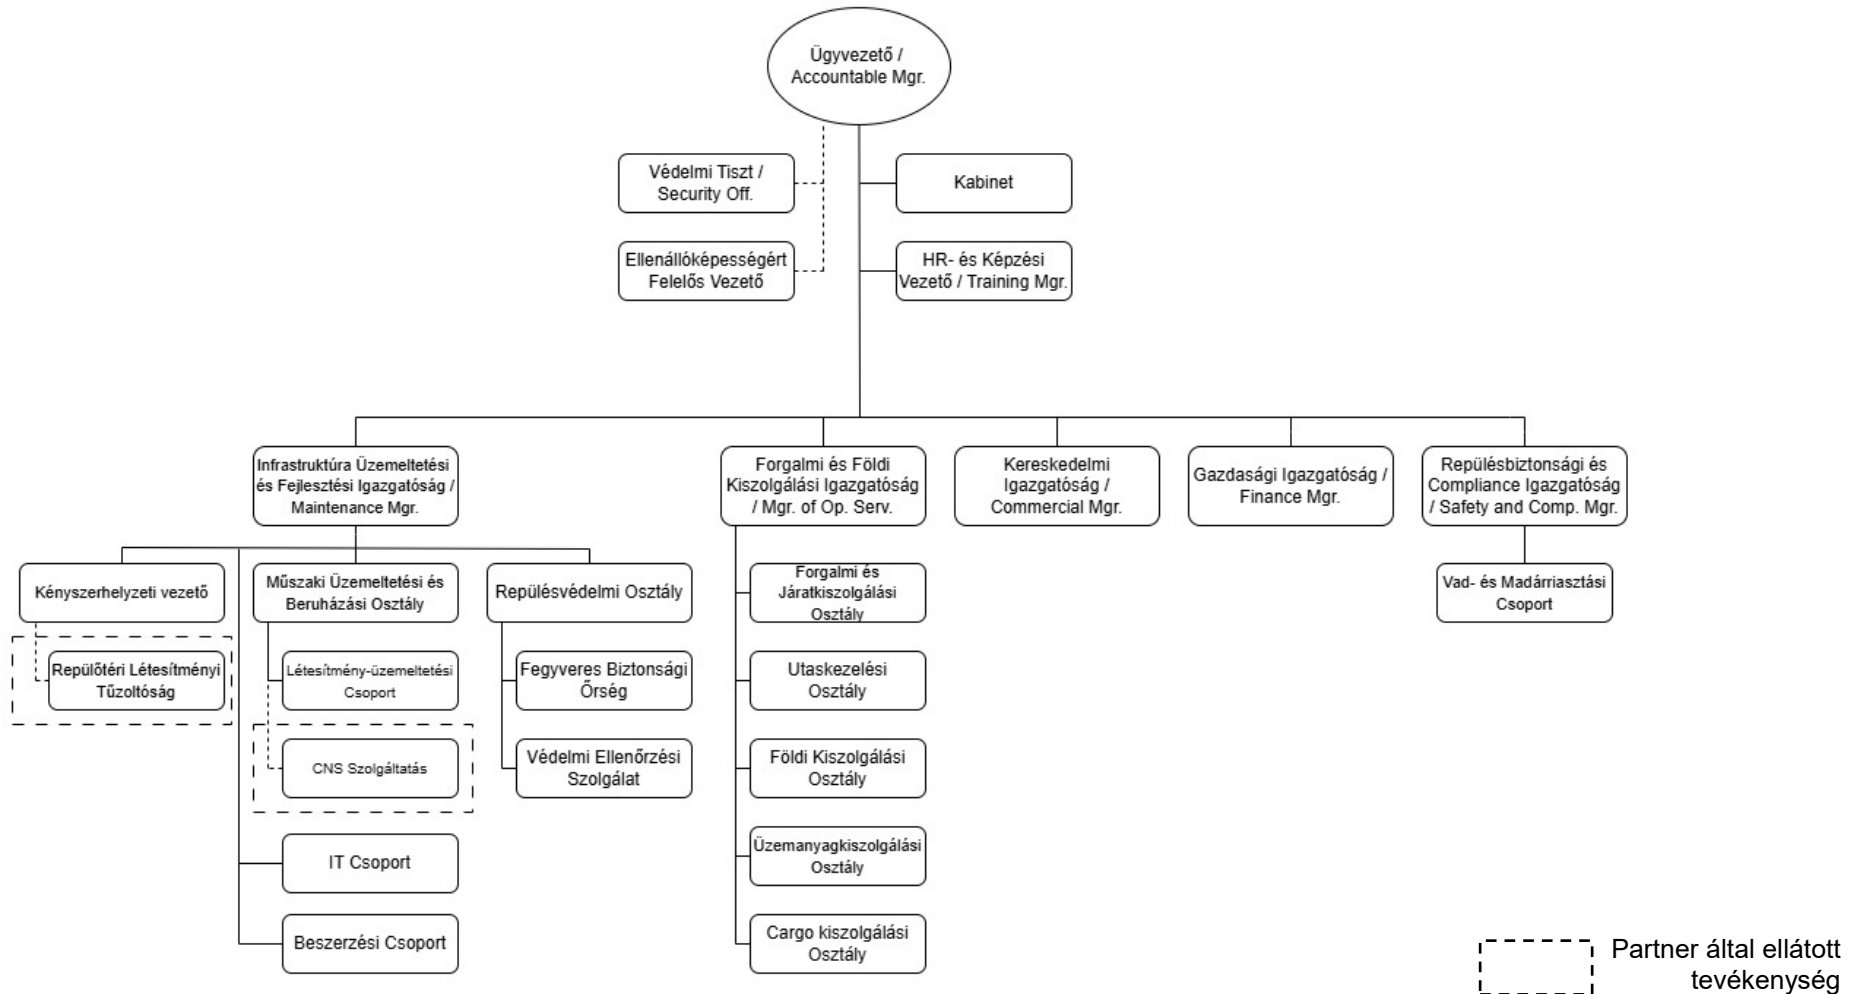 Ügyvezető /
Accountable Mgr.
Védelmi Tiszt /
Security Off.
Kabinet
Ellenállóképességért
Felelős Vezető
HR- és Képzési
Vezető / Training Mgr.
Infrastruktúra Üzemeltetési
és Fejlesztési Igazgatóság /
Maintenance Mgr.
Forgalmi és Földi
Kiszolgálási Igazgatóság
/ Mgr. of Op. Serv.
Kereskedelmi
Igazgatóság /
Commercial Mgr.
Gazdasági Igazgatóság /
Finance Mgr.
Repülésbiztonsági és
Compliance Igazgatóság
/ Safety and Comp. Mgr.
Kényszerhelyzeti vezető
Műszaki Üzemeltetési és
Beruházási Osztály
Repülésvédelmi Osztály
Forgalmi és
Járatkiszolgálási
Osztály
Vad- és Madárriasztási
Csoport
Repülőtéri Létesítményi
Tűzoltóság
Létesítmény-üzemeltetési
Csoport
Fegyveres Biztonsági
Őrség
Utaskezelési
Osztály
CNS Szolgáltatás
Védelmi Ellenőrzési
Szolgálat
Földi Kiszolgálási
Osztály
IT Csoport
Üzemanyagkiszolgálási
Osztály
Beszerzési Csoport
Cargo kiszolgálási
Osztály
Partner által ellátott
tevékenység